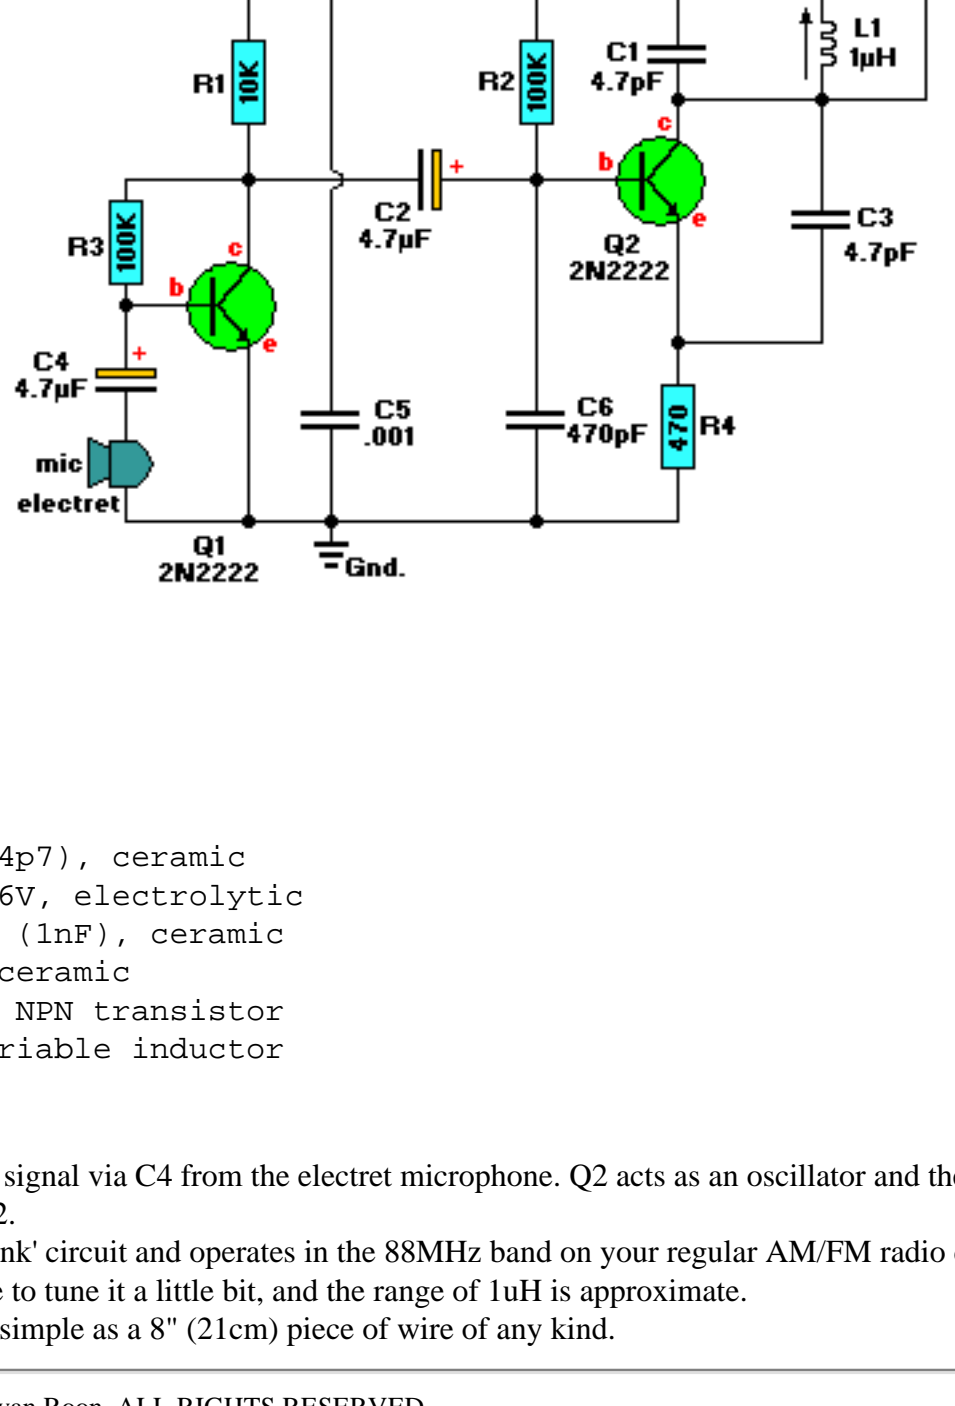 L1
1µH
C1
4.7pF
R1
10K
R2
100K
c
b
e
Q2
2N2222
C2
4.7µF
+
C3
4.7pF
R3
100K
c
b
e
C4
4.7µF
+
C5
.001
C6
470pF
470
R4
mic
electret
Q1
2N2222
Gnd.
4p7), ceramic
6V, electrolytic
(1nF), ceramic
ceramic
NPN transistor
riable inductor
signal via C4 from the electret microphone. Q2 acts as an oscillator and the
2.
nk' circuit and operates in the 88MHz band on your regular AM/FM radio
e to tune it a little bit, and the range of 1uH is approximate.
simple as a 8" (21cm) piece of wire of any kind.
van Roon. ALL RIGHTS RESERVED